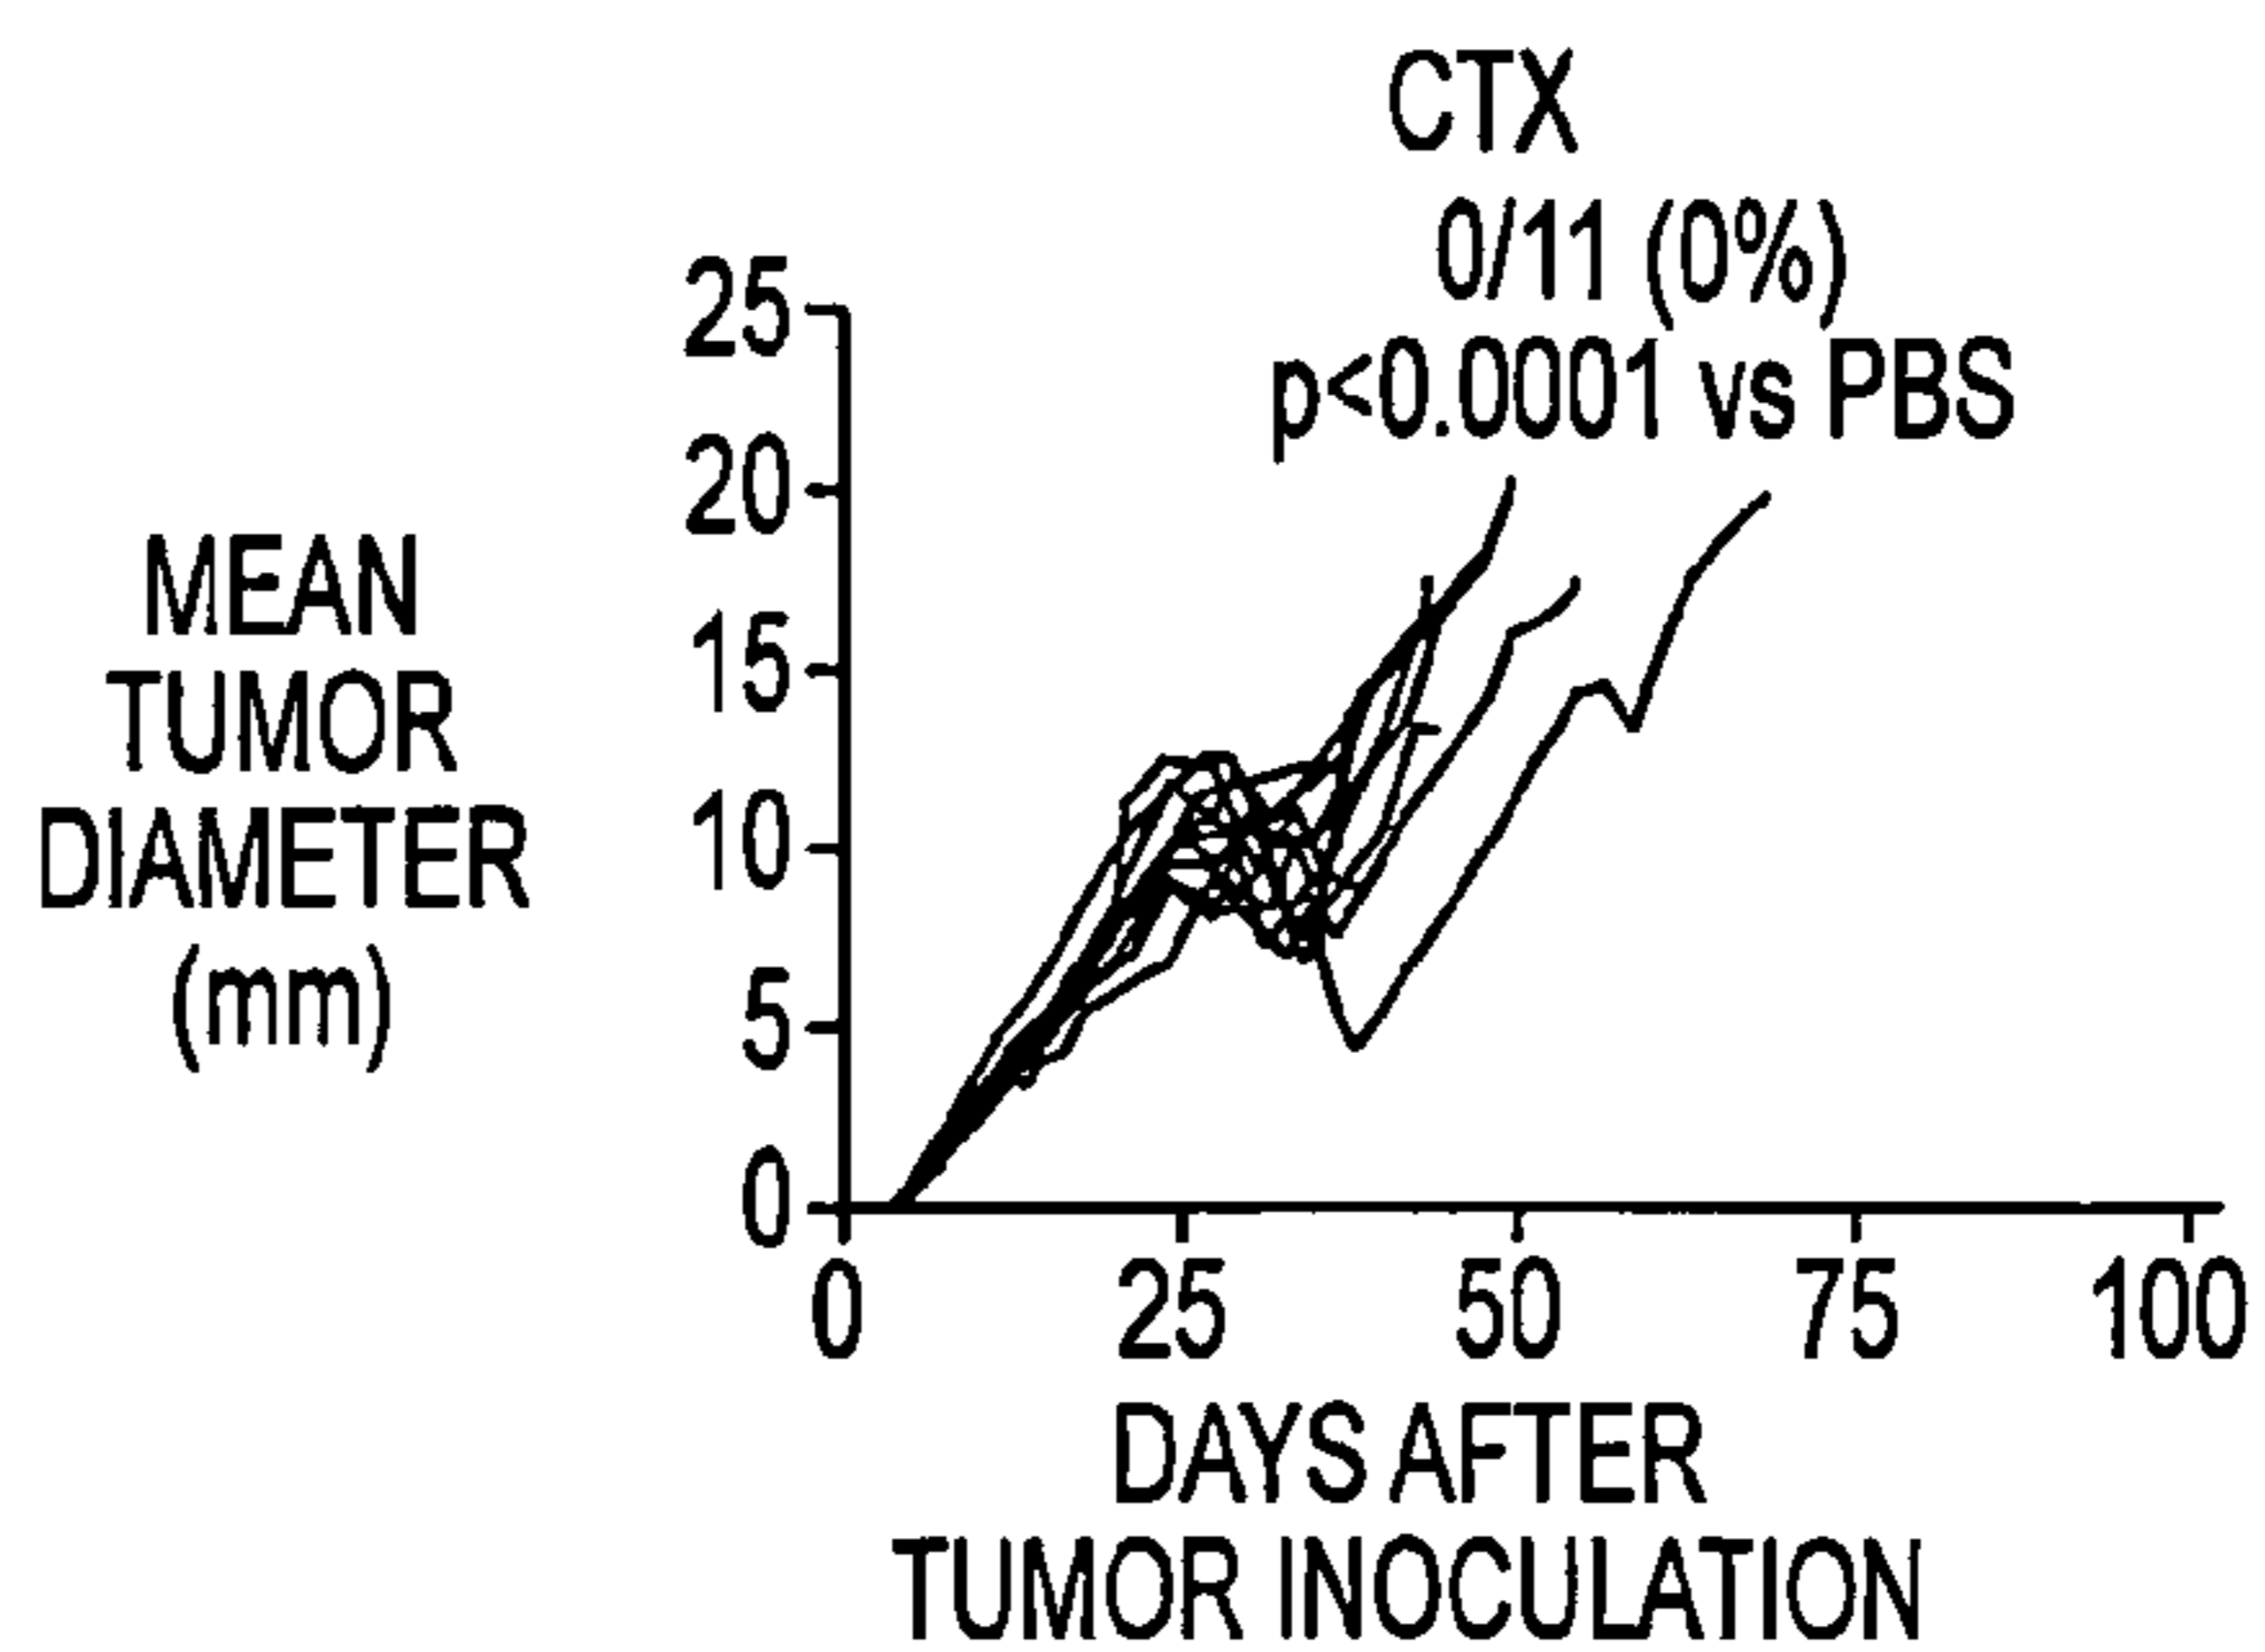 CTX
0/11 (0%)
p<0.0001 vs PBS
25
20
15
10
5
0
MEAN
TUMOR
DIAMETER
(mm)
0 25 50 75 100
DAYS AFTER
TUMOR INOCULATION